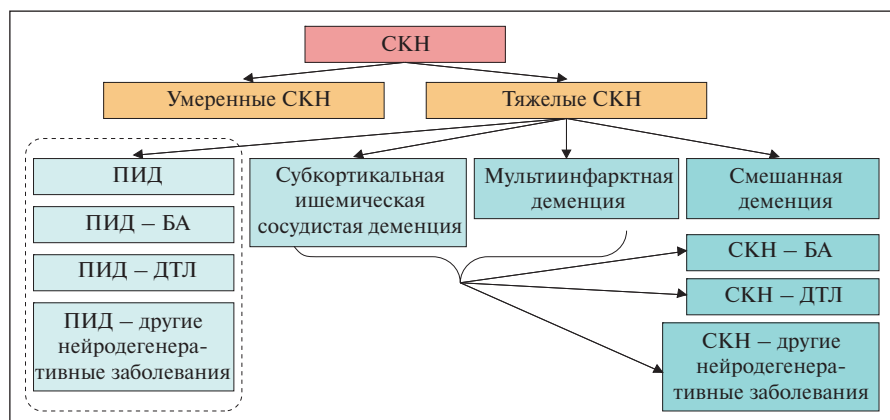 СКН
Умеренные СКН
Тяжелые СКН
ПИД
ПИД – БА
ПИД – ДТЛ
ПИД – другие
нейродегенера-
тивные заболевания
Субкортикальная
ишемическая
сосудистая деменция
Мультиинфарктная
деменция
Смешанная
деменция
СКН – БА
СКН – ДТЛ
СКН – другие
нейродегенера-
тивные заболевания